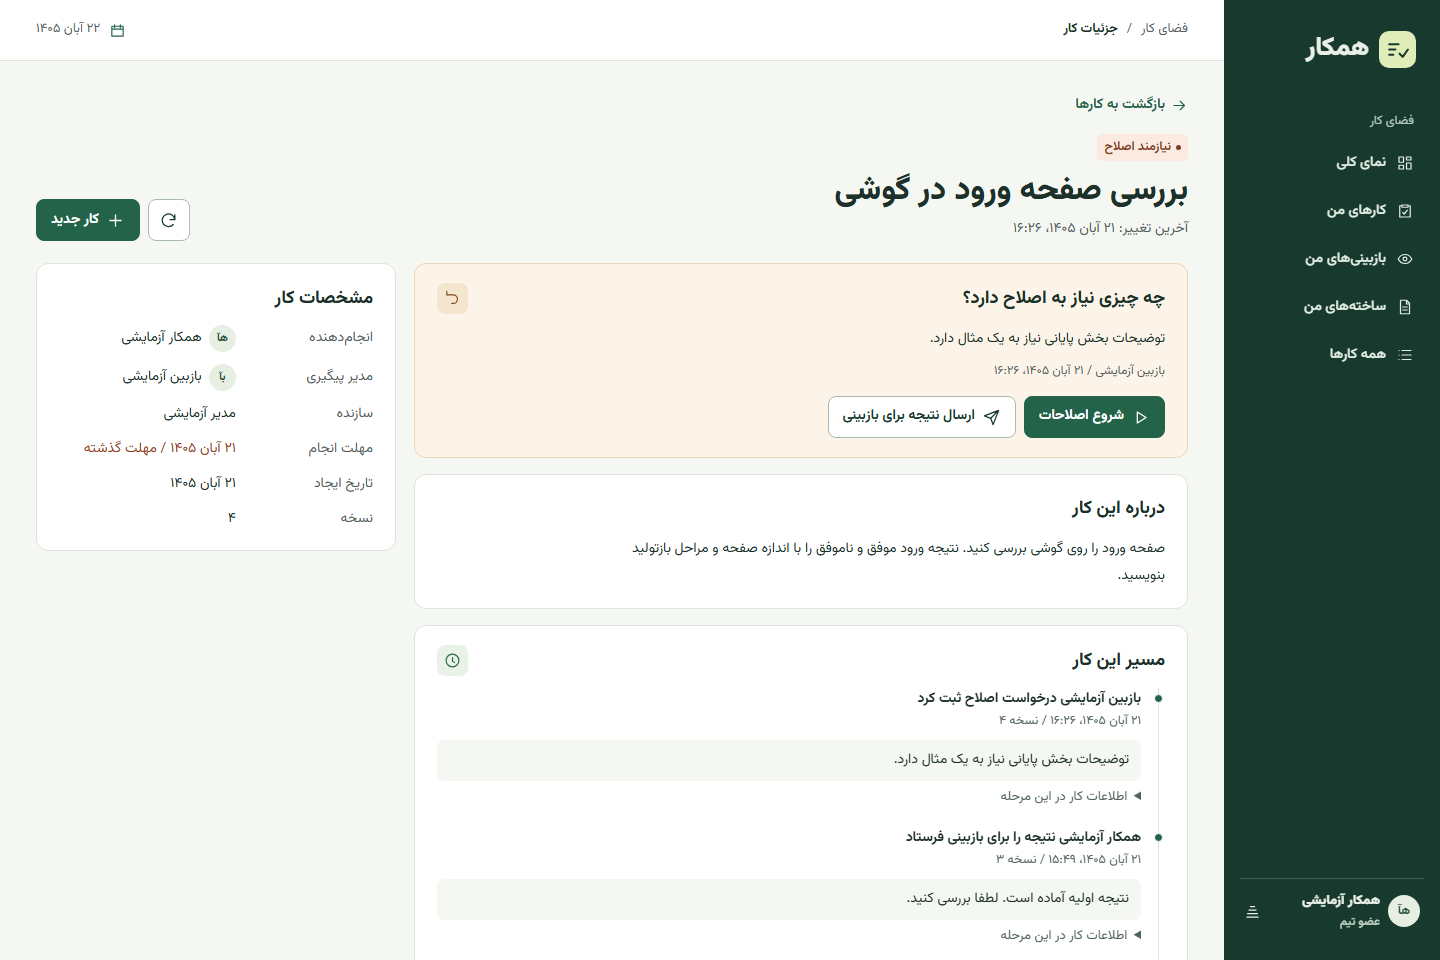 همکار
فضای کار
نمای کلی
کارهای من
بازبینی‌های من
ساخته‌های من
همه کارها
هآ
همکار آزمایشی
عضو تیم
فضای کار / جزئیات کار
۲۲ آبان ۱۴۰۵
بازگشت به کارها
نیازمند اصلاح
بررسی صفحه ورود در گوشی
آخرین تغییر: ۲۱ آبان ۱۴۰۵، ۱۶:۲۶
کار جدید
چه چیزی نیاز به اصلاح دارد؟
توضیحات بخش پایانی نیاز به یک مثال دارد.
بازبین آزمایشی / ۲۱ آبان ۱۴۰۵، ۱۶:۲۶
شروع اصلاحات
ارسال نتیجه برای بازبینی
درباره این کار
صفحه ورود را روی گوشی بررسی کنید. نتیجه ورود موفق و ناموفق را با اندازه صفحه و مراحل بازتولید
بنویسید.
مسیر این کار
بازبین آزمایشی درخواست اصلاح ثبت کرد
۲۱ آبان ۱۴۰۵، ۱۶:۲۶ / نسخه ۴
توضیحات بخش پایانی نیاز به یک مثال دارد.
اطلاعات کار در این مرحله
همکار آزمایشی نتیجه را برای بازبینی فرستاد
۲۱ آبان ۱۴۰۵، ۱۵:۴۹ / نسخه ۳
نتیجه اولیه آماده است. لطفا بررسی کنید.
اطلاعات کار در این مرحله
مشخصات کار
انجام‌دهنده هآ همکار آزمایشی
مدیر پیگیری بآ بازبین آزمایشی
سازنده مدیر آزمایشی
مهلت انجام ۲۱ آبان ۱۴۰۵ / مهلت گذشته
تاریخ ایجاد ۲۱ آبان ۱۴۰۵
نسخه ۴